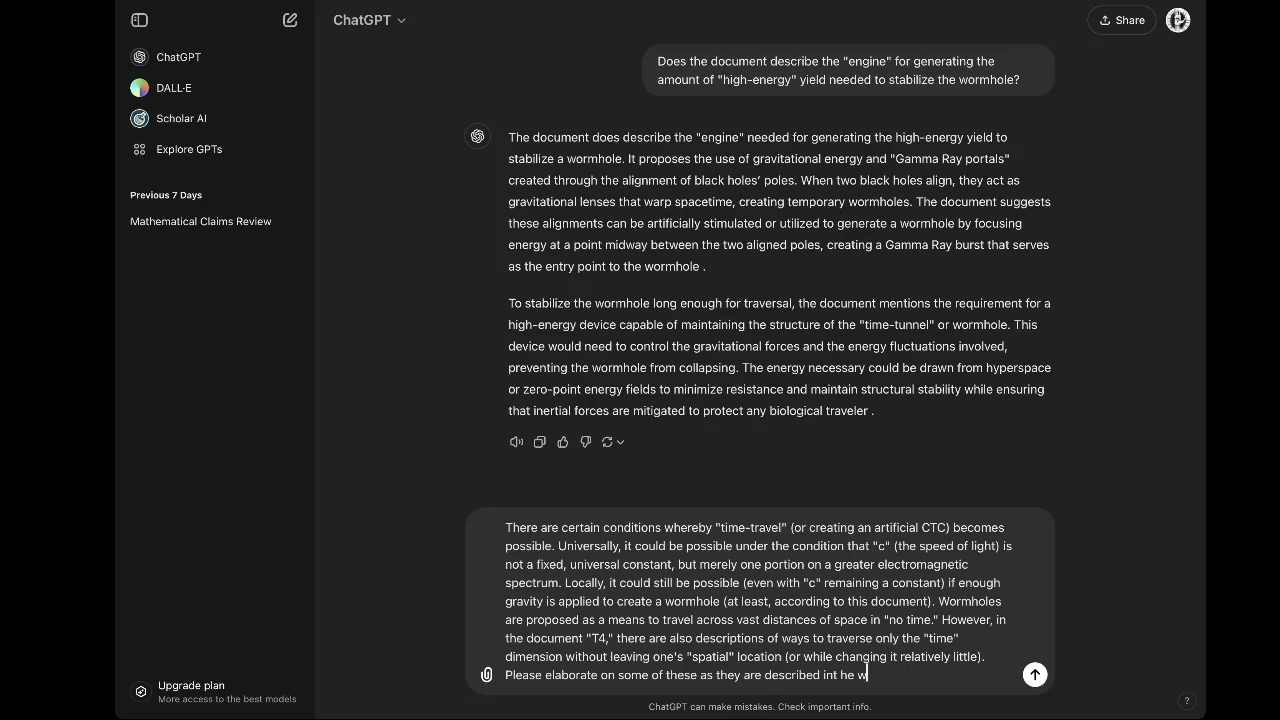 ChatGPT
Share
ChatGPT
DALL·E
Scholar AI
Explore GPTs
Previous 7 Days
Mathematical Claims Review
Does the document describe the "engine" for generating the
amount of "high-energy" yield needed to stabilize the wormhole?
The document does describe the "engine" needed for generating the high-energy yield to
stabilize a wormhole. It proposes the use of gravitational energy and "Gamma Ray portals"
created through the alignment of black holes’ poles. When two black holes align, they act as
gravitational lenses that warp spacetime, creating temporary wormholes. The document suggests
these alignments can be artificially stimulated or utilized to generate a wormhole by focusing
energy at a point midway between the two aligned poles, creating a Gamma Ray burst that serves
as the entry point to the wormhole .
To stabilize the wormhole long enough for traversal, the document mentions the requirement for a
high-energy device capable of maintaining the structure of the "time-tunnel" or wormhole. This
device would need to control the gravitational forces and the energy fluctuations involved,
preventing the wormhole from collapsing. The energy necessary could be drawn from hyperspace
or zero-point energy fields to minimize resistance and maintain structural stability while ensuring
that inertial forces are mitigated to protect any biological traveler .
There are certain conditions whereby "time-travel" (or creating an artificial CTC) becomes
possible. Universally, it could be possible under the condition that "c" (the speed of light) is
not a fixed, universal constant, but merely one portion on a greater electromagnetic
spectrum. Locally, it could still be possible (even with "c" remaining a constant) if enough
gravity is applied to create a wormhole (at least, according to this document). Wormholes
are proposed as a means to travel across vast distances of space in "no time." However, in
the document "T4," there are also descriptions of ways to traverse only the "time"
dimension without leaving one's "spatial" location (or while changing it relatively little).
Please elaborate on some of these as they are described int he w
Upgrade plan
More access to the best models
ChatGPT can make mistakes. Check important info.
?